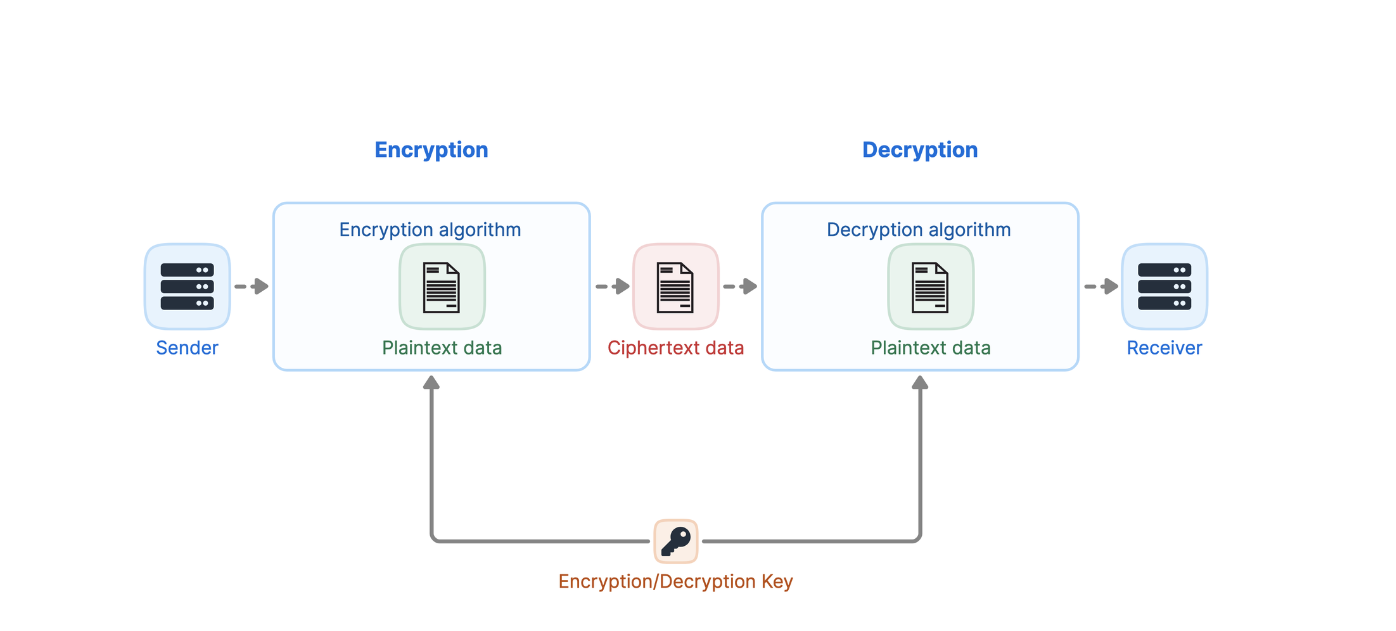 Encryption
Decryption
Encryption algorithm
Decryption algorithm
Sender
Plaintext data
Ciphertext data
Plaintext data
Receiver
Encryption/Decryption Key